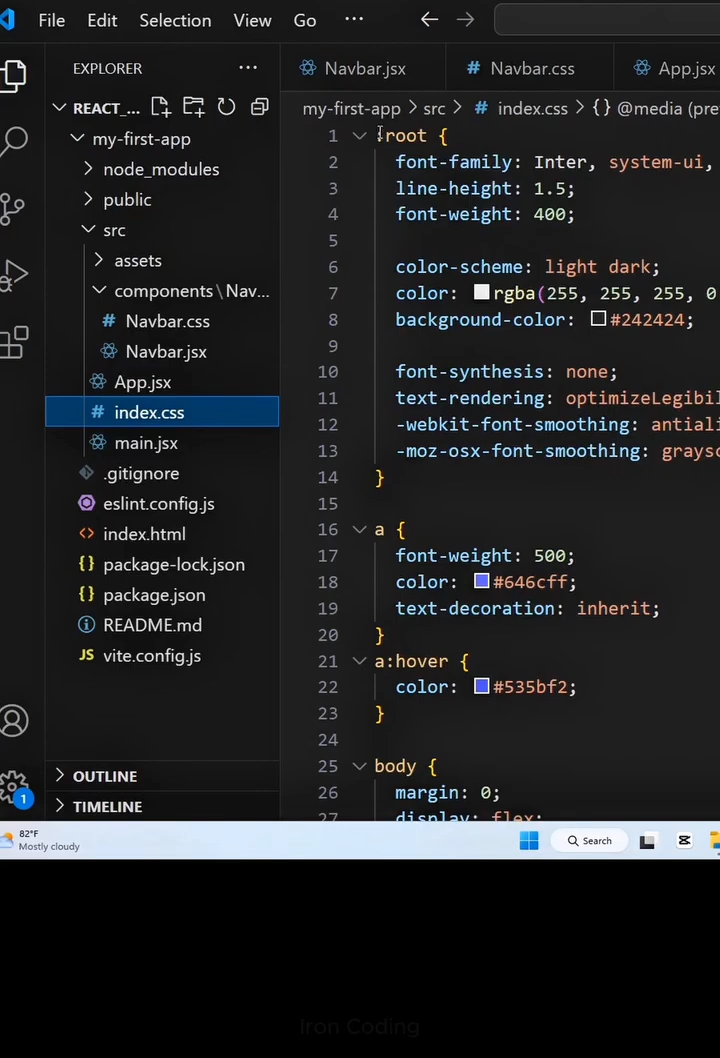 File Edit Selection View Go ...
EXPLORER ...
Navbar.jsx
# Navbar.css
App.jsx
REACT_...
my-first-app > src > # index.css > {} @media (pre
my-first-app
node_modules
public
src
assets
components\Nav...
# Navbar.css
Navbar.jsx
App.jsx
# index.css
main.jsx
.gitignore
eslint.config.js
<> index.html
{} package-lock.json
{} package.json
README.md
JS vite.config.js
OUTLINE
TIMELINE
1
1 :root {
2 font-family: Inter, system-ui,
3 line-height: 1.5;
4 font-weight: 400;
5
6 color-scheme: light dark;
7 color: rgba(255, 255, 255, 0
8 background-color: #242424;
9
10 font-synthesis: none;
11 text-rendering: optimizeLegibil
12 -webkit-font-smoothing: antiali
13 -moz-osx-font-smoothing: graysc
14 }
15
16 a {
17 font-weight: 500;
18 color: #646cff;
19 text-decoration: inherit;
20 }
21 a:hover {
22 color: #535bf2;
23 }
24
25 body {
26 margin: 0;
27 display: flex;
82°F
Mostly cloudy
Search
Iron Coding